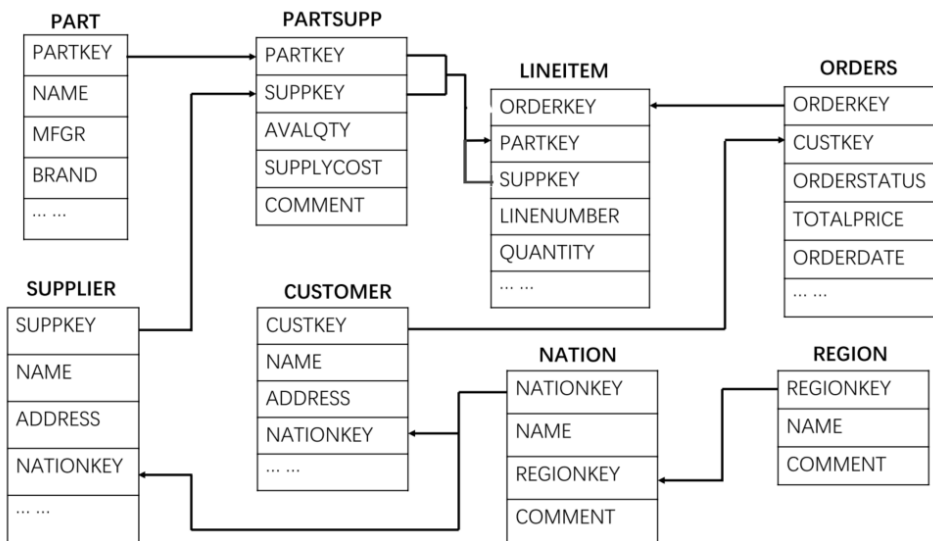 PART
PARTKEY
NAME
MFGR
BRAND
... ...
PARTSUPP
PARTKEY
SUPPKEY
AVALQTY
SUPPLYCOST
COMMENT
LINEITEM
ORDERKEY
PARTKEY
SUPPKEY
LINENUMBER
QUANTITY
... ...
ORDERS
ORDERKEY
CUSTKEY
ORDERSTATUS
TOTALPRICE
ORDERDATE
... ...
SUPPLIER
SUPPKEY
NAME
ADDRESS
NATIONKEY
... ...
CUSTOMER
CUSTKEY
NAME
ADDRESS
NATIONKEY
... ...
NATION
NATIONKEY
NAME
REGIONKEY
COMMENT
REGION
REGIONKEY
NAME
COMMENT